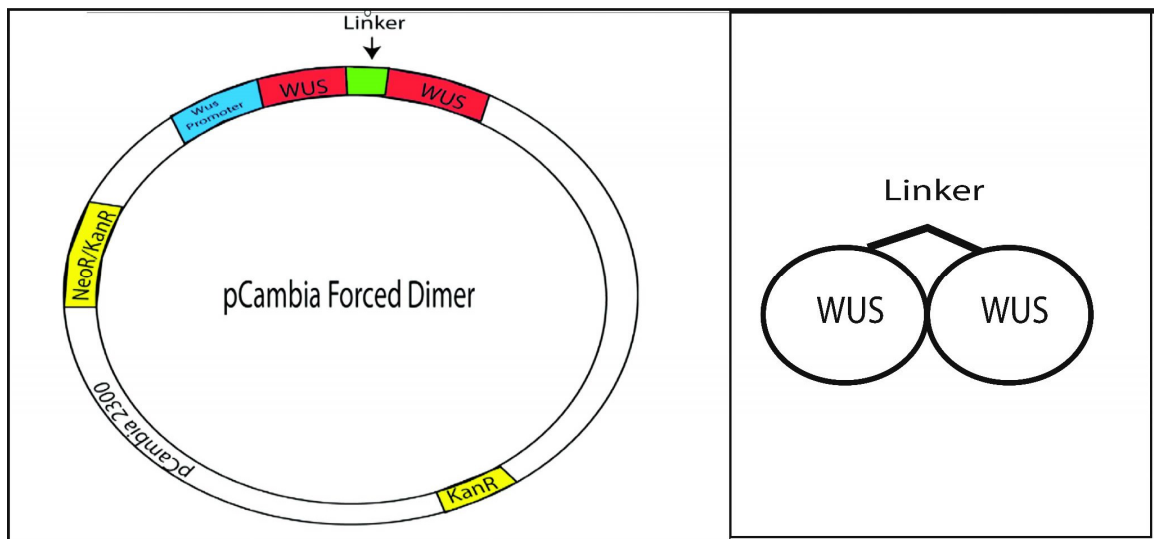 Linker
Wus
Promoter
WUS
WUS
NeoR/KanR
pCambia Forced Dimer
pCambia 2300
KanR
Linker
WUS
WUS